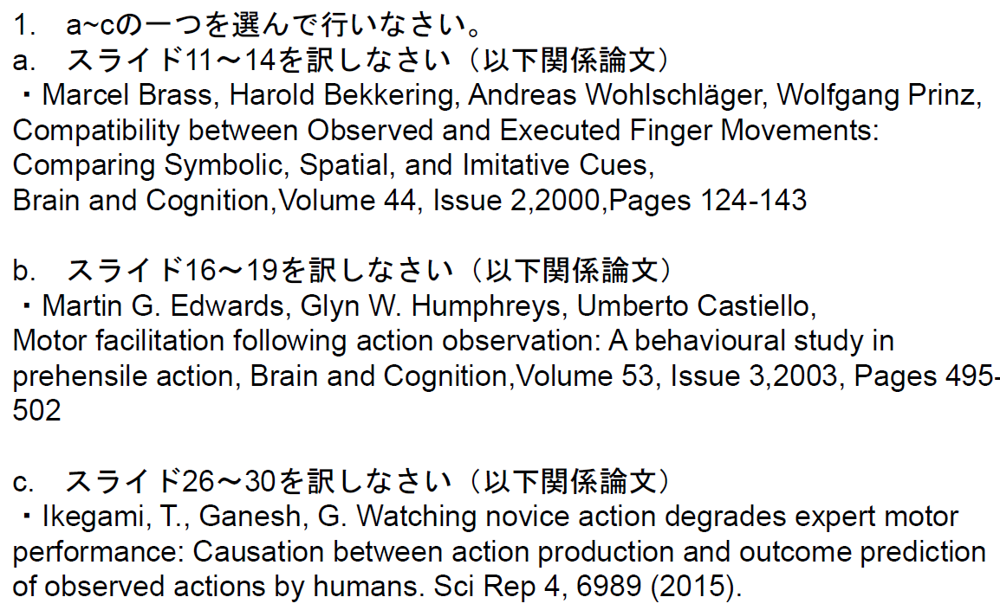 1. a~cの一つを選んで行いなさい。
a. スライド11～14を訳しなさい（以下関係論文）
・Marcel Brass, Harold Bekkering, Andreas Wohlschläger, Wolfgang Prinz,
Compatibility between Observed and Executed Finger Movements:
Comparing Symbolic, Spatial, and Imitative Cues,
Brain and Cognition,Volume 44, Issue 2,2000,Pages 124-143
b. スライド16～19を訳しなさい（以下関係論文）
・Martin G. Edwards, Glyn W. Humphreys, Umberto Castiello,
Motor facilitation following action observation: A behavioural study in
prehensile action, Brain and Cognition,Volume 53, Issue 3,2003, Pages 495-
502
c. スライド26～30を訳しなさい（以下関係論文）
・Ikegami, T., Ganesh, G. Watching novice action degrades expert motor
performance: Causation between action production and outcome prediction
of observed actions by humans. Sci Rep 4, 6989 (2015).